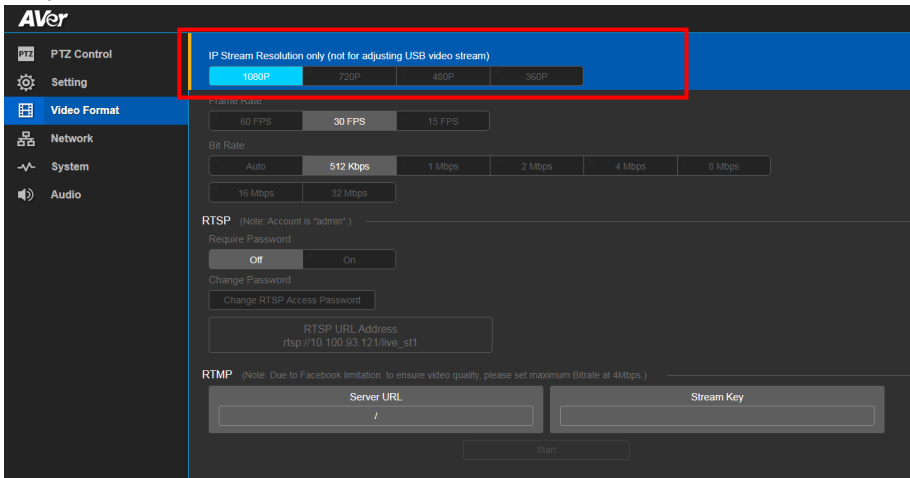 AVer
PTZ PTZ Control
Setting
Video Format
Network
System
Audio
IP Stream Resolution only (not for adjusting USB video stream)
1080P 720P 480P 360P
Frame Rate
60 FPS 30 FPS 15 FPS
Bit Rate
Auto 512 Kbps 1 Mbps 2 Mbps 4 Mbps 8 Mbps
16 Mbps 32 Mbps
RTSP (Note: Account is "admin".)
Require Password
Off On
Change Password
Change RTSP Access Password
RTSP URL Address
rtsp://10.100.93.121/live_st1
RTMP (Note: Due to Facebook limitation, to ensure video quality, please set maximum Bitrate at 4Mbps.)
Server URL Stream Key
/
Start